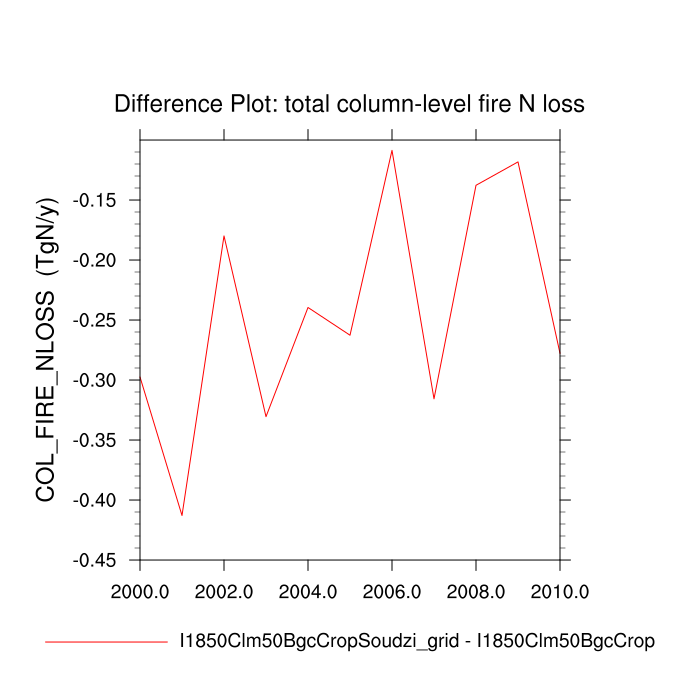 Difference Plot: total column-level fire N loss
COL_FIRE_NLOSS (TgN/y)
-0.15
-0.20
-0.25
-0.30
-0.35
-0.40
-0.45
2000.0 2002.0 2004.0 2006.0 2008.0 2010.0
I1850Clm50BgcCropSoudzi_grid - I1850Clm50BgcCrop